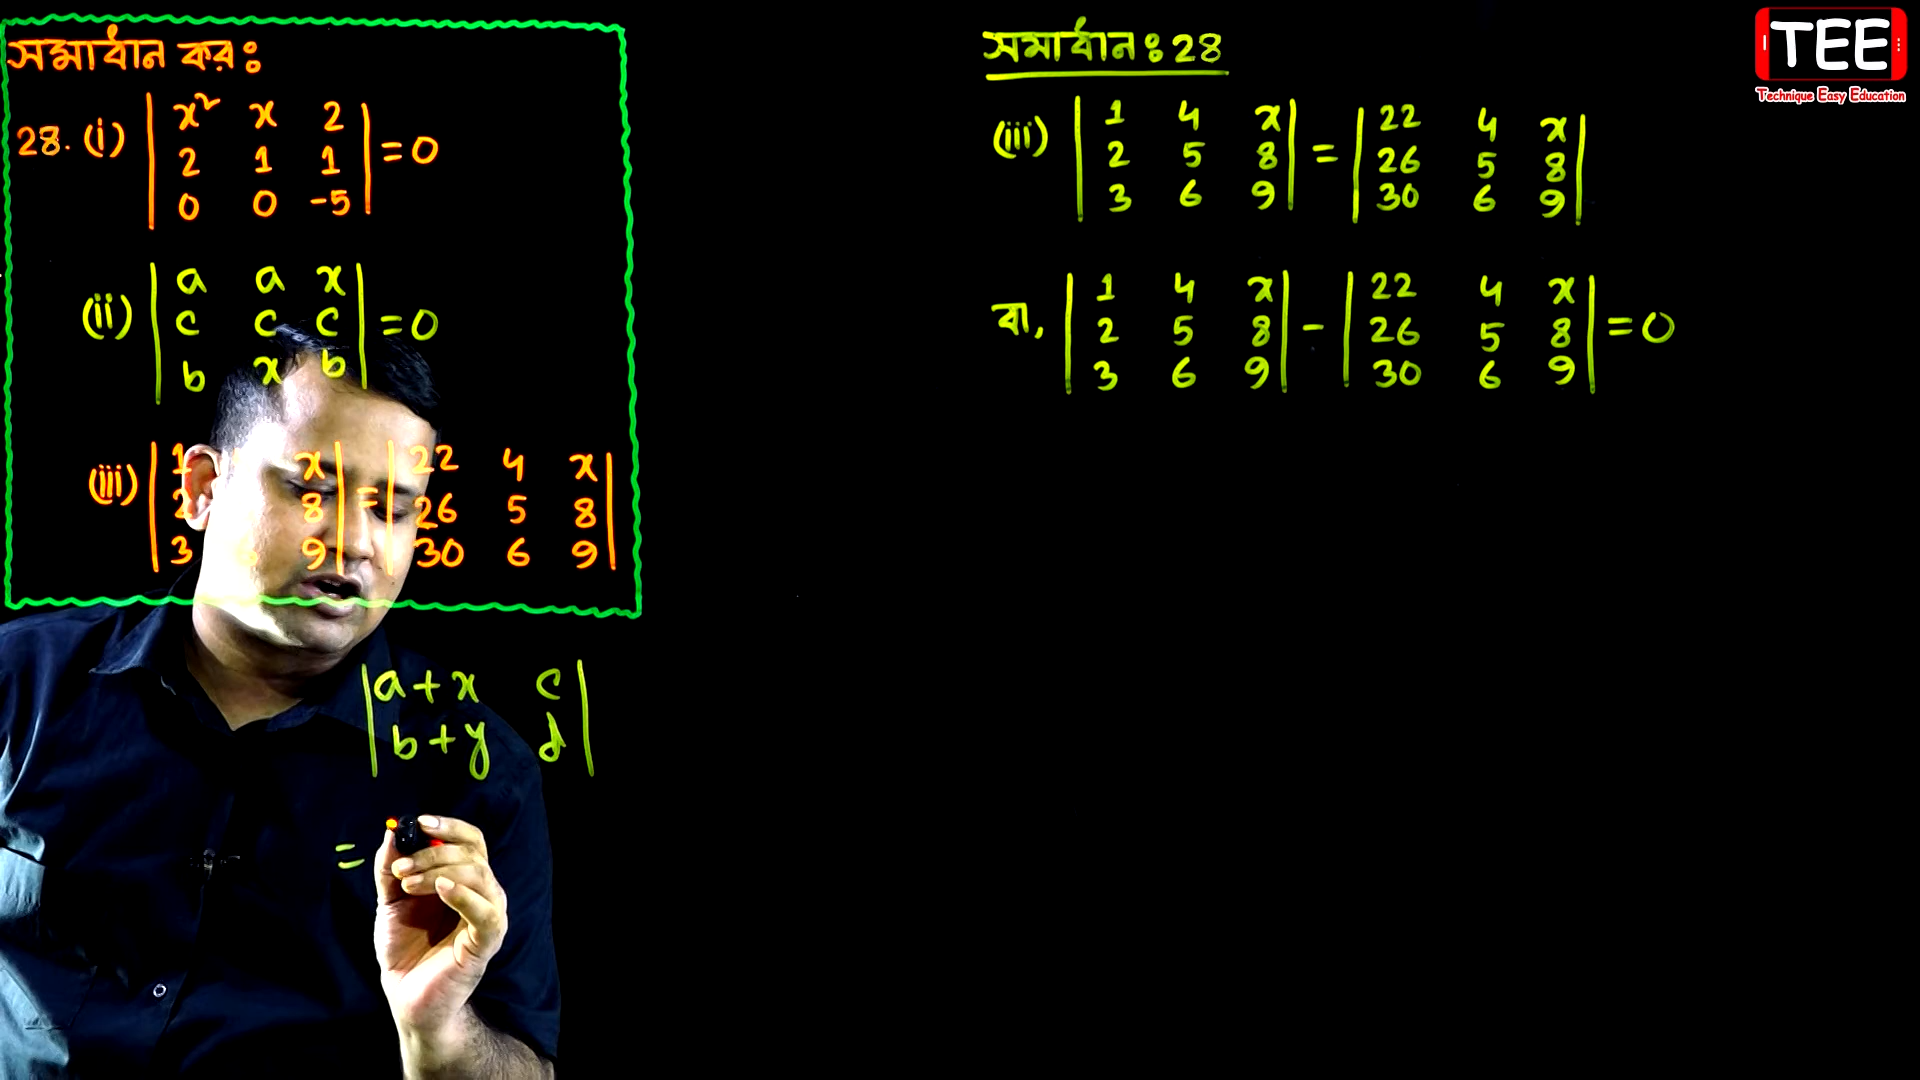 সমাধান করঃ
28. (i) | x² x 2 |
| 2 1 1 | = 0
| 0 0 -5 |
(ii) | a a x |
| c c c | = 0
| b x b |
(iii) | 1 x | = | 22 4 x |
| 2 8 | = | 26 5 8 |
| 3 9 | | 30 6 9 |
| a + x c |
| b + y d |
=
সমাধানঃ 28
(iii) | 1 4 x | | 22 4 x |
| 2 5 8 | = | 26 5 8 |
| 3 6 9 | | 30 6 9 |
বা, | 1 4 x | | 22 4 x |
| 2 5 8 | - | 26 5 8 | = 0
| 3 6 9 | | 30 6 9 |
TEE
Technique Easy Education